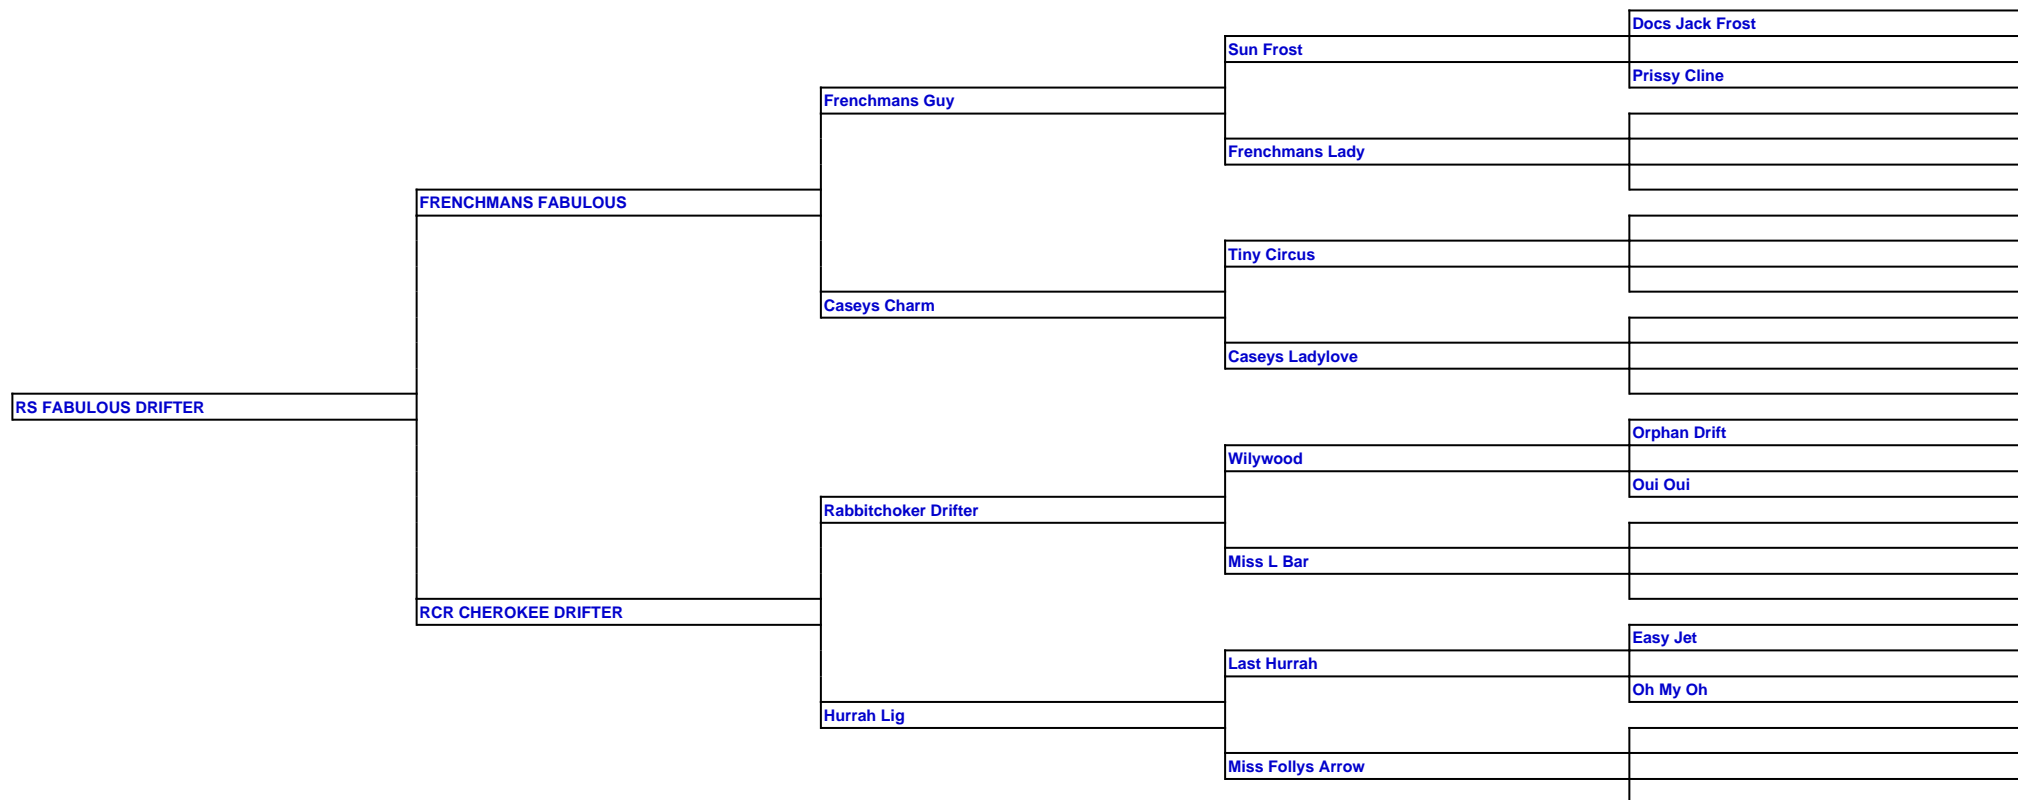 Docs Jack Frost
Sun Frost
Prissy Cline
Frenchmans Guy
Frenchmans Lady
FRENCHMANS FABULOUS
Tiny Circus
Caseys Charm
Caseys Ladylove
RS FABULOUS DRIFTER
Orphan Drift
Wilywood
Oui Oui
Rabbitchoker Drifter
Miss L Bar
RCR CHEROKEE DRIFTER
Easy Jet
Last Hurrah
Oh My Oh
Hurrah Lig
Miss Follys Arrow